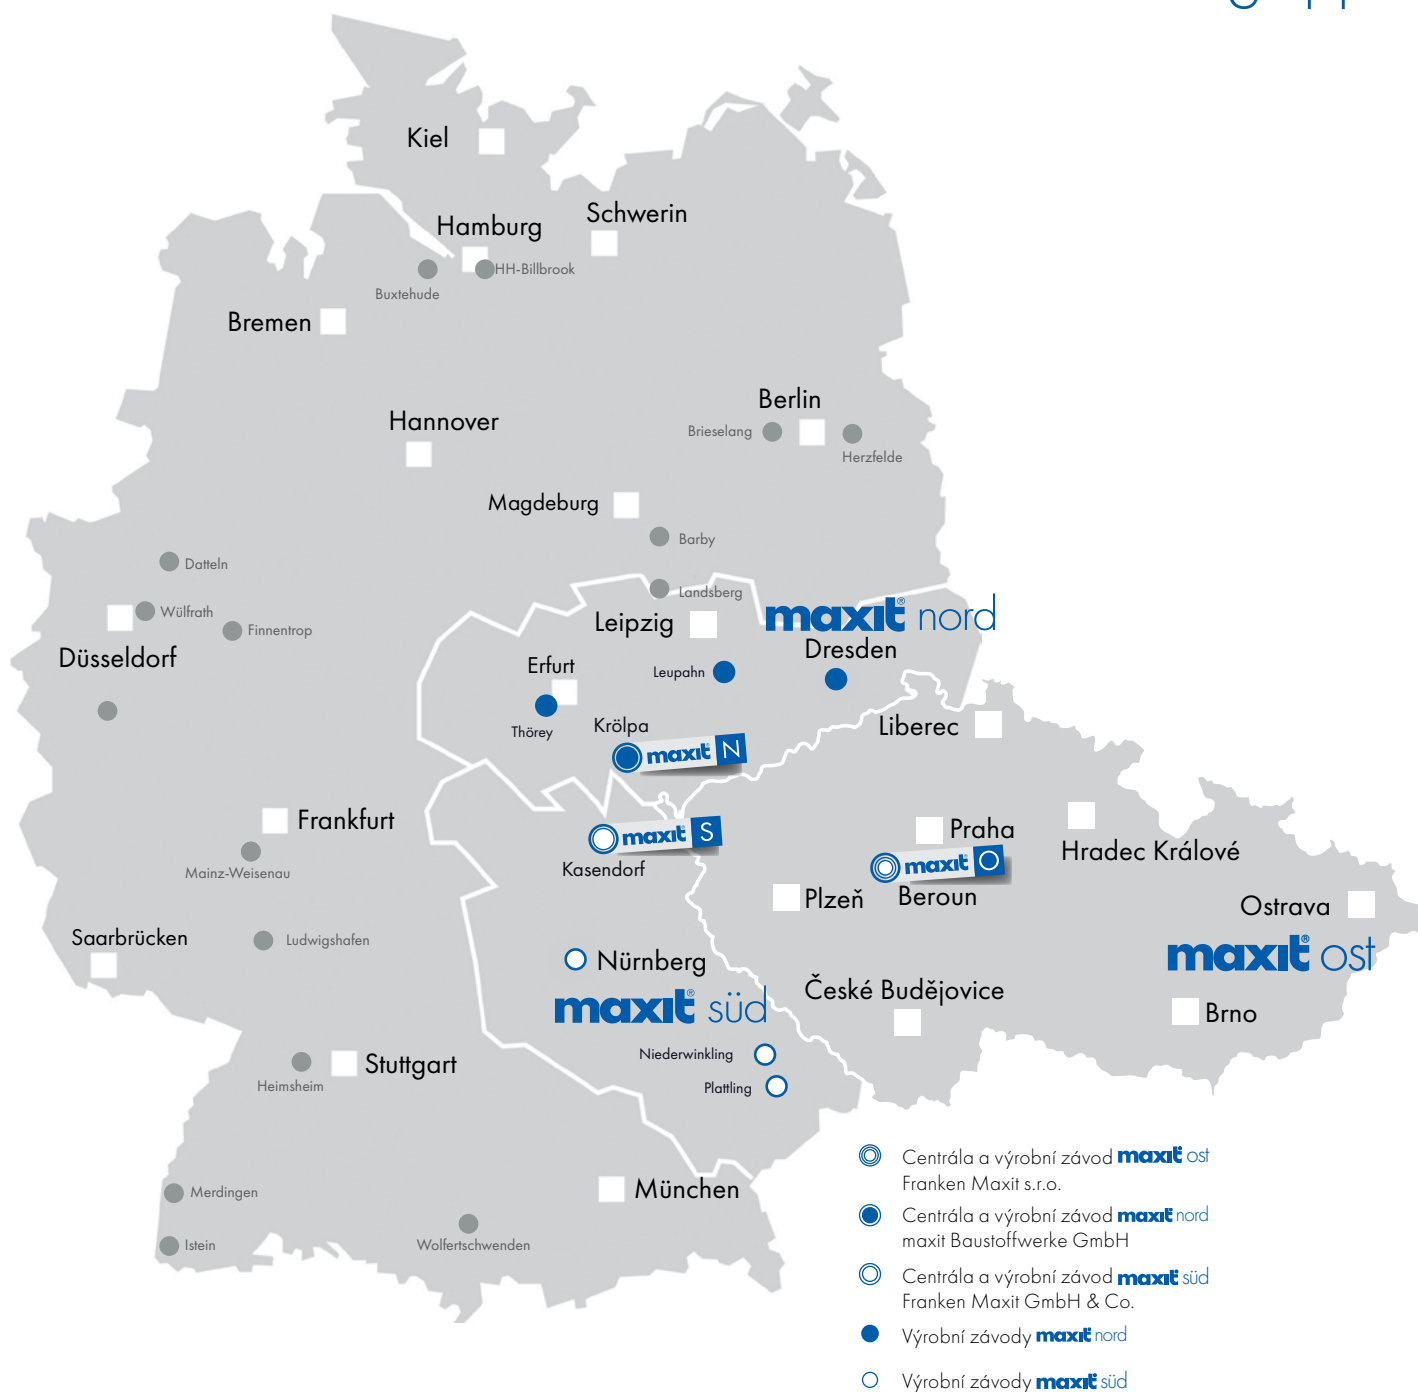 Kiel
Schwerin
Hamburg
HH-Billbrook
Buxtehude
Bremen
Berlin
Hannover
Brieselang
Herzfelde
Magdeburg
Barby
Datteln
Landsberg
Wülfrath
maxit® nord
Leipzig
Finnentrop
Dresden
Düsseldorf
Erfurt
Leupahn
Krölpa
Liberec
Thörey
maxit N
Frankfurt
Praha
maxit S
Hradec Králové
Kasendorf
maxit O
Mainz-Weisenau
Plzeň
Beroun
Ostrava
Saarbrücken
Ludwigshafen
maxit® ost
Nürnberg
České Budějovice
maxit® süd
Brno
Niederwinkling
Stuttgart
Heimsheim
Plattling
Centrála a výrobní závod maxit ost
Franken Maxit s.r.o.
Merdingen
München
Centrála a výrobní závod maxit nord
maxit Baustoffwerke GmbH
Istein
Wolfertschwenden
Centrála a výrobní závod maxit süd
Franken Maxit GmbH & Co.
Výrobní závody maxit nord
Výrobní závody maxit süd